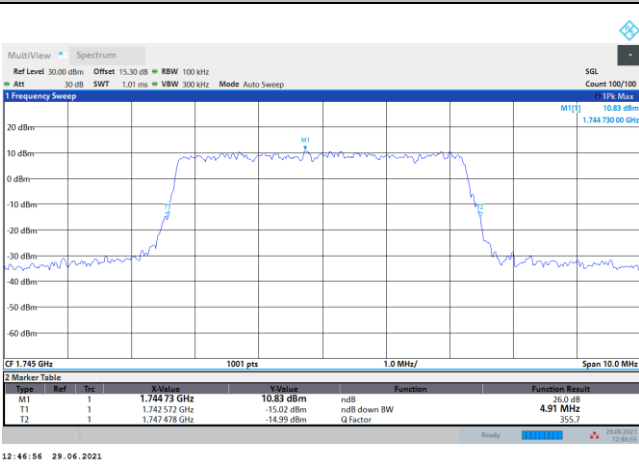 MultiView Spectrum
Ref Level 30.00 dBm Offset 15.30 dB RBW 100 kHz SGL
Att 30 dB SWT 1.01 ms VBW 300 kHz Mode Auto Sweep Count 100/100
1 Frequency Sweep 1Pk Max
M1[1] 10.83 dBm
1.744 730 00 GHz
20 dBm
M1
10 dBm
0 dBm
-10 dBm
T1 T2
-20 dBm
-30 dBm
-40 dBm
-50 dBm
-60 dBm
CF 1.745 GHz 1001 pts 1.0 MHz/ Span 10.0 MHz
2 Marker Table
Type Ref Trc X-Value Y-Value Function Function Result
M1 1 1.744 73 GHz 10.83 dBm ndB 26.0 dB
T1 1 1.742 572 GHz -15.02 dBm ndB down BW 4.91 MHz
T2 1 1.747 478 GHz -14.99 dBm Q Factor 355.7
Ready 29.06.2021
12:46:55
12:46:56 29.06.2021